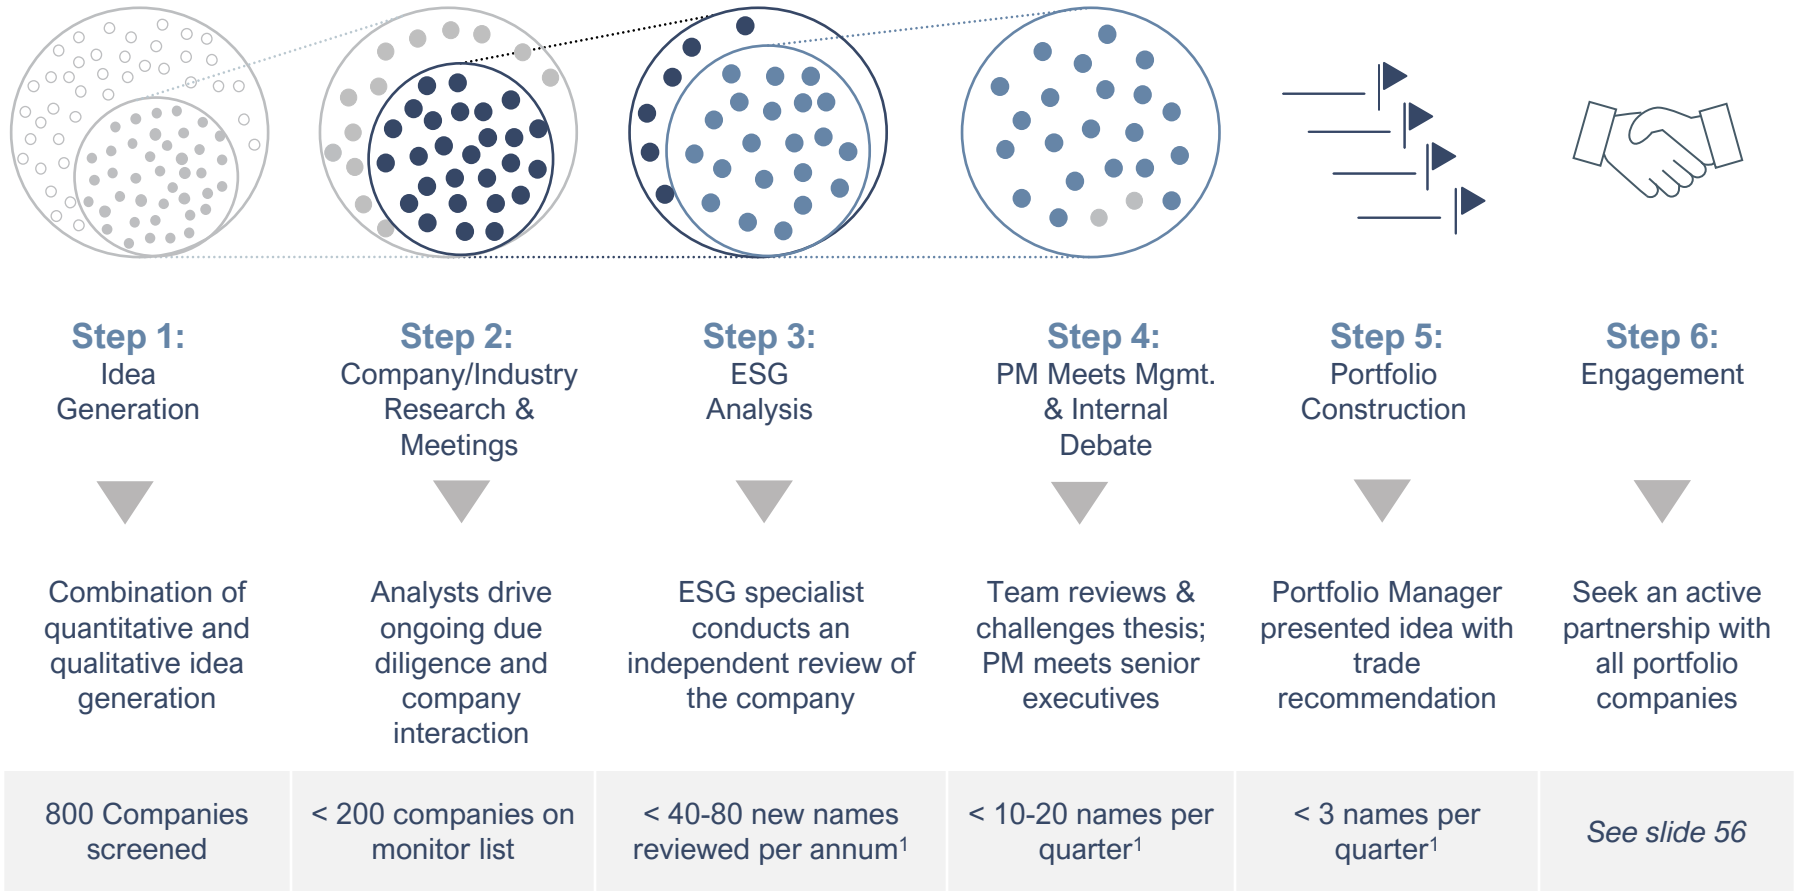 Step 1:
Idea
Generation
Step 2:
Company/Industry
Research &
Meetings
Step 3:
ESG
Analysis
Step 4:
PM Meets Mgmt.
& Internal
Debate
Step 5:
Portfolio
Construction
Step 6:
Engagement
Combination of
quantitative and
qualitative idea
generation
Analysts drive
ongoing due
diligence and
company
interaction
ESG specialist
conducts an
independent review of
the company
Team reviews &
challenges thesis;
PM meets senior
executives
Portfolio Manager
presented idea with
trade
recommendation
Seek an active
partnership with
all portfolio
companies
800 Companies
screened
< 200 companies on
monitor list
< 40-80 new names
reviewed per annum¹
< 10-20 names per
quarter¹
< 3 names per
quarter¹
See slide 56